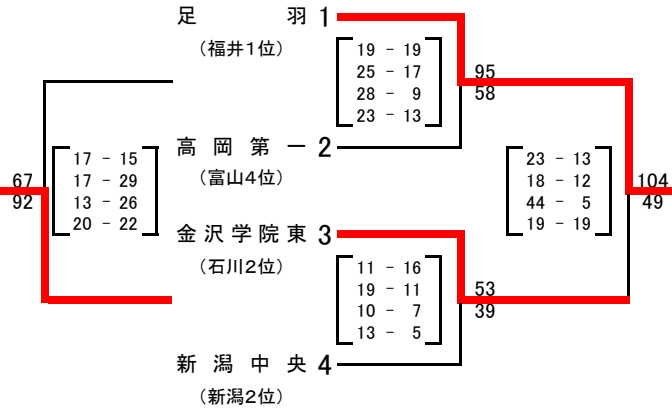 足羽 1
（福井1位）
19 - 19
25 - 17
28 - 9
23 - 13
95
58
高岡第一 2
（富山4位）
17 - 15
17 - 29
13 - 26
20 - 22
67
92
23 - 13
18 - 12
44 - 5
19 - 19
104
49
金沢学院東 3
（石川2位）
11 - 16
19 - 11
10 - 7
13 - 5
53
39
新潟中央 4
（新潟2位）